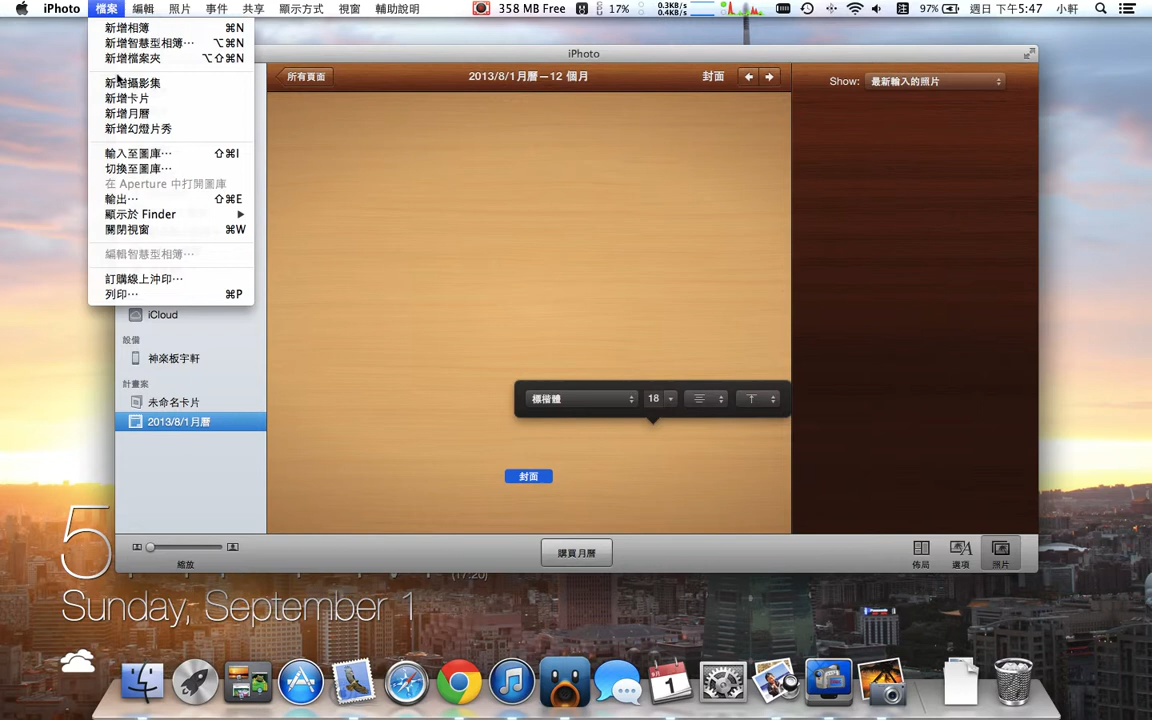 iPhoto 檔案 編輯 照片 事件 共享 顯示方式 視窗 輔助說明 358 MB Free 17% 0.3KB/s 0.4KB/s 97% 週日 下午5:47 小軒
新增相簿 ⌘N
新增智慧型相簿… ⌥⌘N
新增檔案夾 ⌥⇧⌘N
新增攝影集
新增卡片
新增月曆
新增幻燈片秀
輸入至圖庫… ⇧⌘I
切換至圖庫…
在 Aperture 中打開圖庫
輸出… ⇧⌘E
顯示於 Finder
關閉視窗 ⌘W
編輯智慧型相簿…
訂購線上沖印…
列印… ⌘P
iPhoto
所有頁面 2013/8/1月曆－12 個月 封面
Show: 最新輸入的照片
iCloud
設備
神楽板宇軒
計畫案
未命名卡片
2013/8/1月曆
標楷體 18
封面
縮放
購買月曆
佈局 選項 照片
(17:20)
5
Sunday, September 1
9月
1